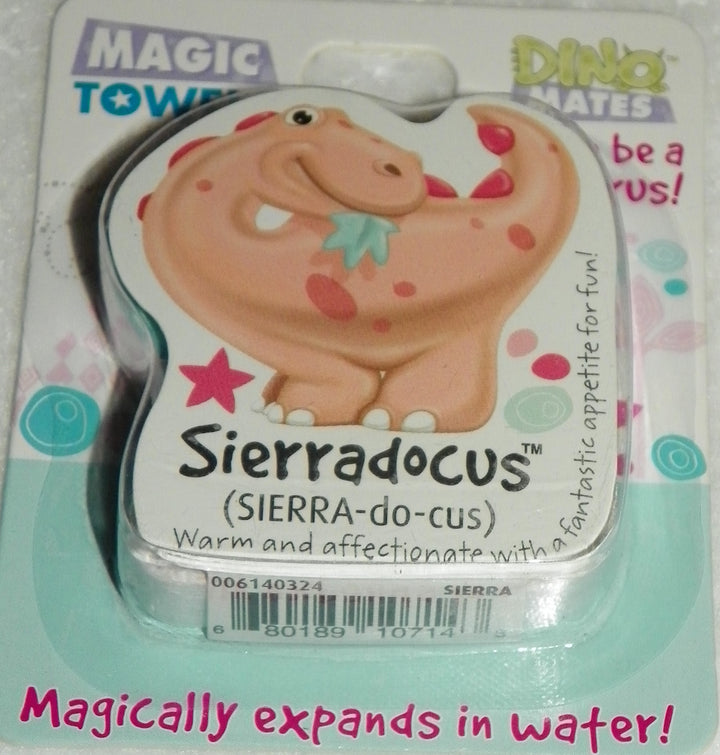 MAGIC
DINO
MATES
be a
Sierradocus™
(SIERRA-do-cus)
Warm and affectionate with a fantastic appetite for fun!
006140324 SIERRA
6 80189 10714 3
Magically expands in water!